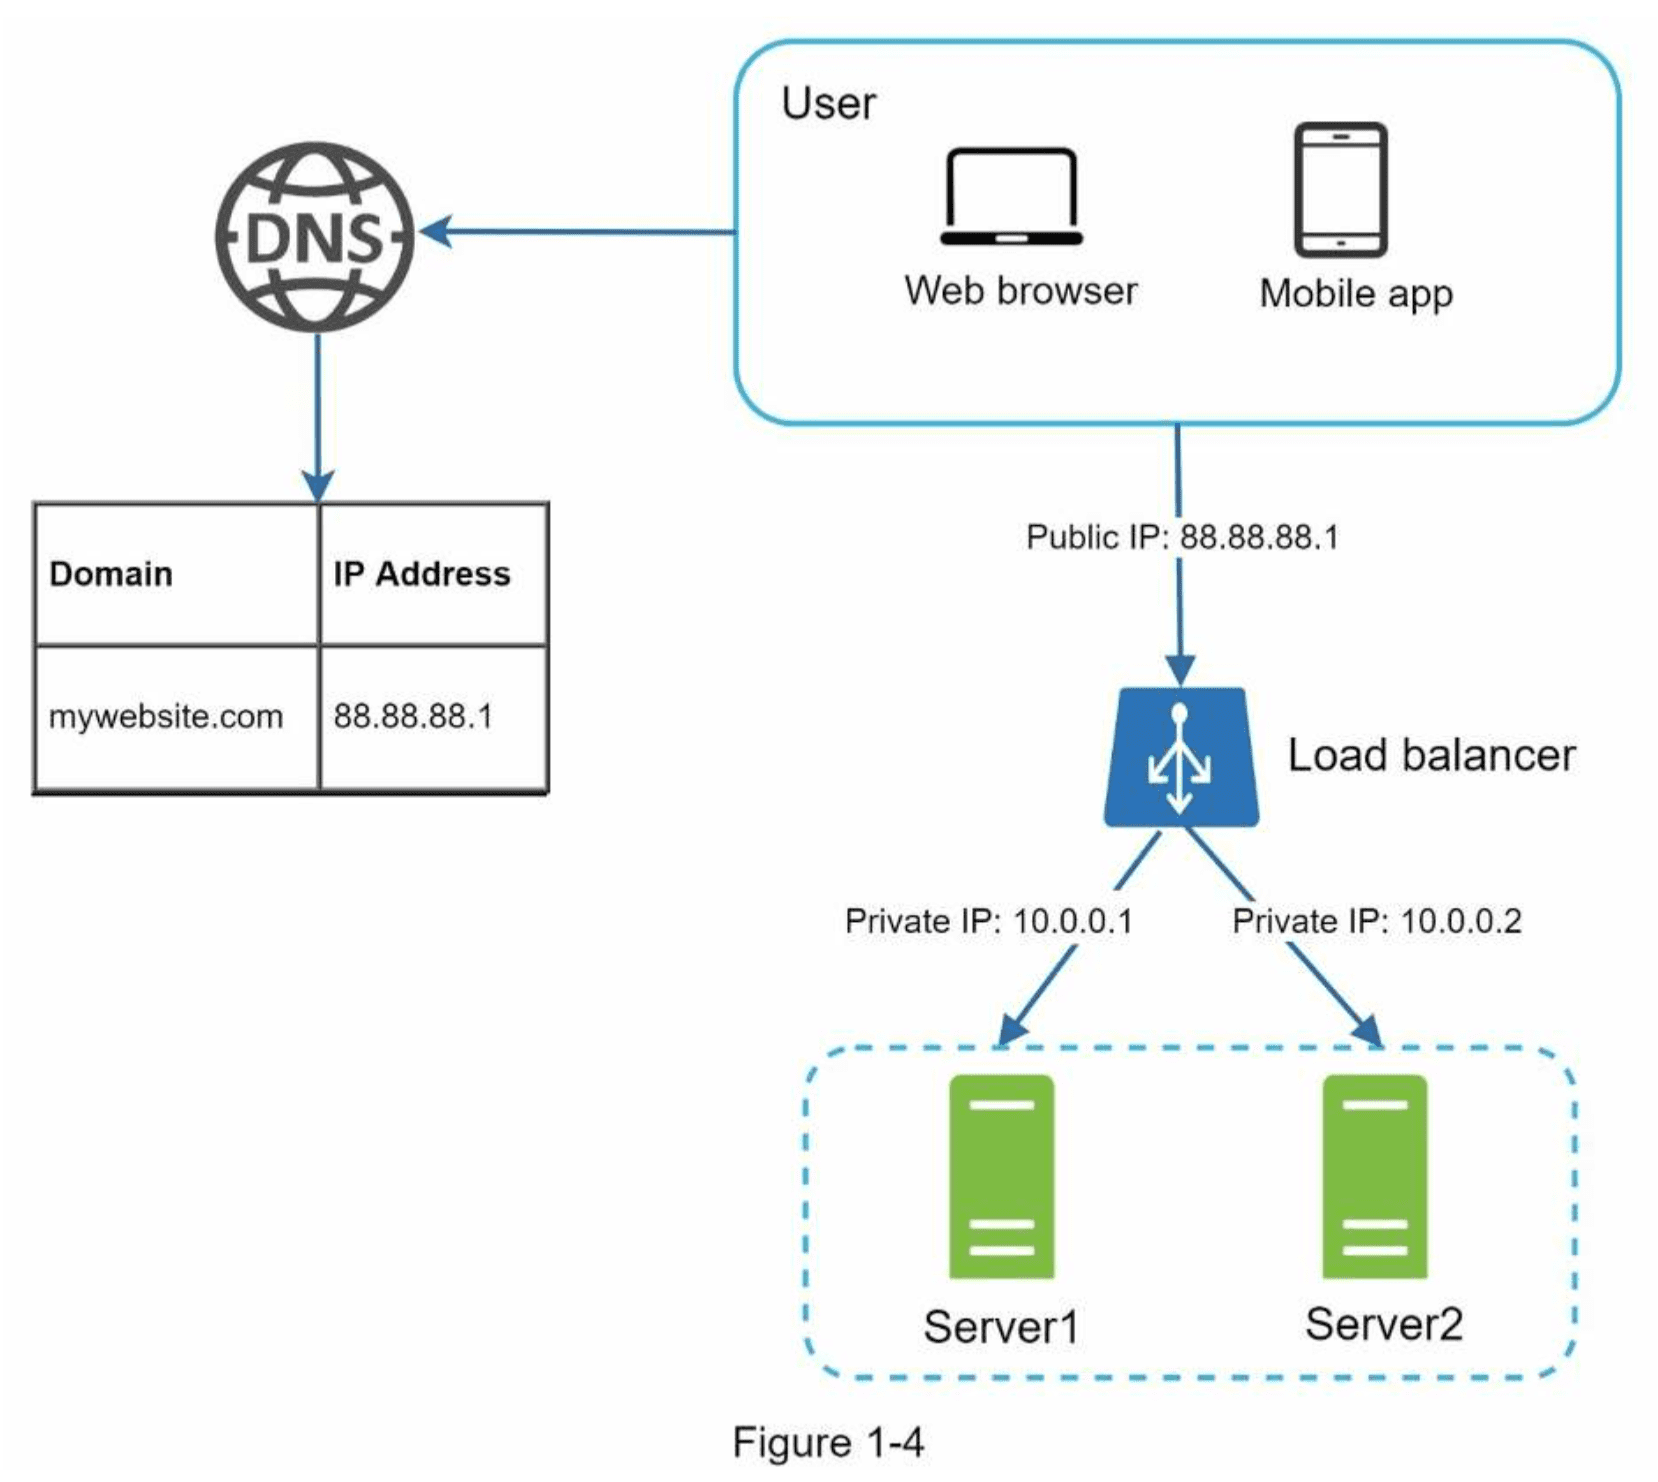 User
DNS
Web browser
Mobile app
Public IP: 88.88.88.1
Domain
IP Address
mywebsite.com
88.88.88.1
Load balancer
Private IP: 10.0.0.1
Private IP: 10.0.0.2
Server1
Server2
Figure 1-4